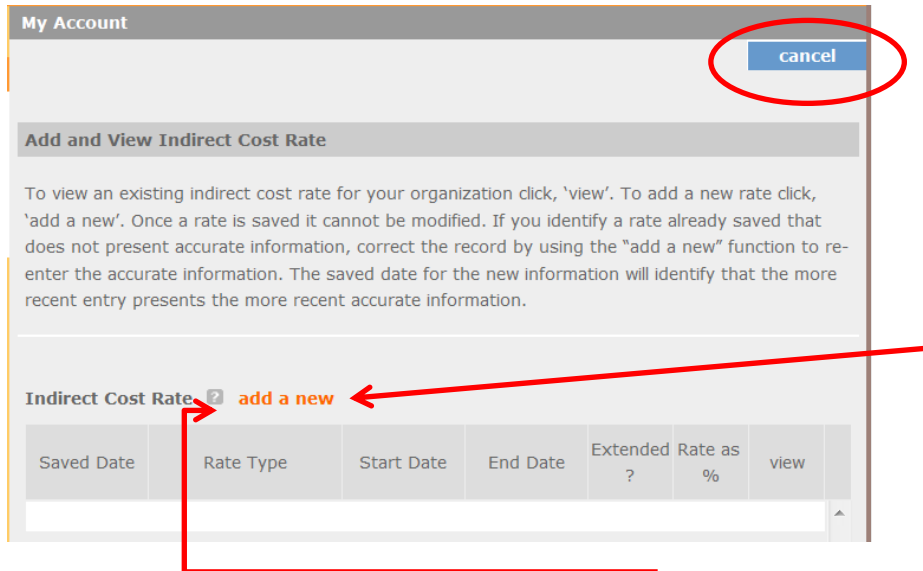 My Account
cancel
Add and View Indirect Cost Rate
To view an existing indirect cost rate for your organization click, ‘view’. To add a new rate click,
‘add a new’. Once a rate is saved it cannot be modified. If you identify a rate already saved that
does not present accurate information, correct the record by using the “add a new” function to re-
enter the accurate information. The saved date for the new information will identify that the more
recent entry presents the more recent accurate information.
Indirect Cost Rate ? add a new
Saved Date Rate Type Start Date End Date Extended ? Rate as % view